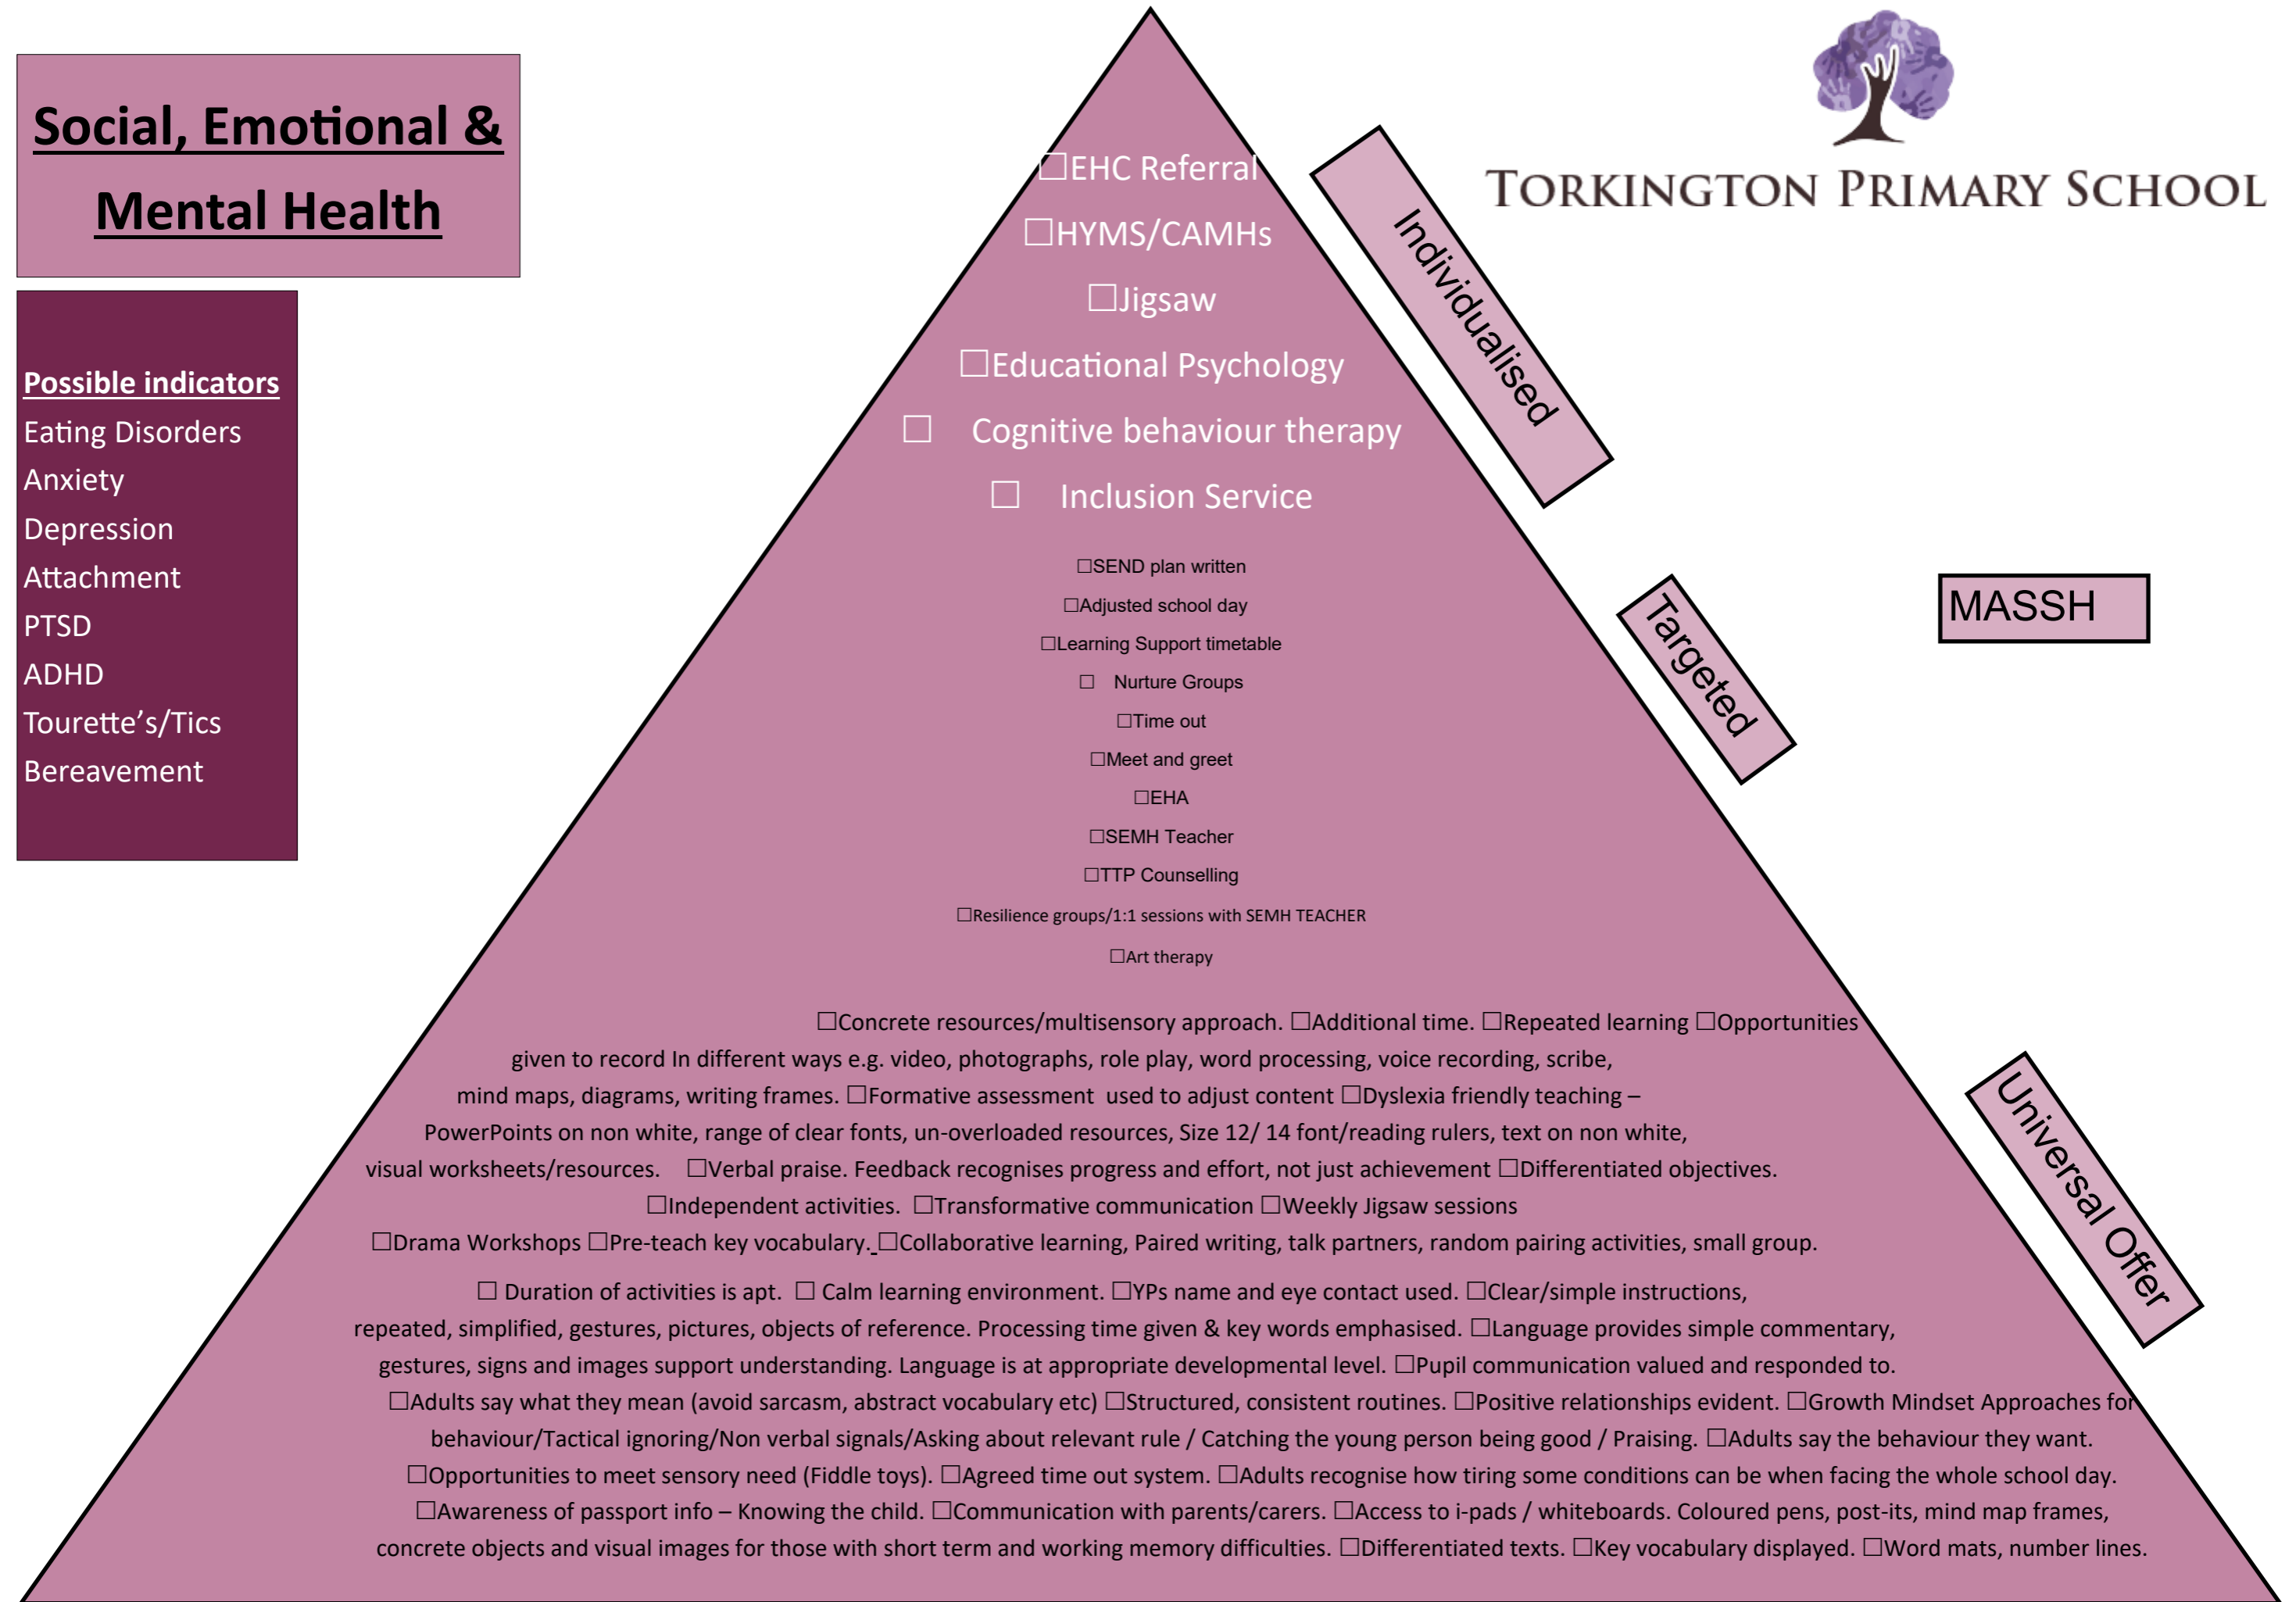 Social, Emotional &
Mental Health
TORKINGTON PRIMARY SCHOOL
Possible indicators
Eating Disorders
Anxiety
Depression
Attachment
PTSD
ADHD
Tourette’s/Tics
Bereavement
☐EHC Referral
☐HYMS/CAMHs
☐Jigsaw
☐Educational Psychology
☐ Cognitive behaviour therapy
☐ Inclusion Service
Individualised
☐SEND plan written
☐Adjusted school day
☐Learning Support timetable
☐ Nurture Groups
☐Time out
☐Meet and greet
☐EHA
☐SEMH Teacher
☐TTP Counselling
☐Resilience groups/1:1 sessions with SEMH TEACHER
☐Art therapy
Targeted
MASSH
☐Concrete resources/multisensory approach. ☐Additional time. ☐Repeated learning ☐Opportunities
given to record In different ways e.g. video, photographs, role play, word processing, voice recording, scribe,
mind maps, diagrams, writing frames. ☐Formative assessment used to adjust content ☐Dyslexia friendly teaching –
PowerPoints on non white, range of clear fonts, un-overloaded resources, Size 12/ 14 font/reading rulers, text on non white,
visual worksheets/resources. ☐Verbal praise. Feedback recognises progress and effort, not just achievement ☐Differentiated objectives.
☐Independent activities. ☐Transformative communication ☐Weekly Jigsaw sessions
☐Drama Workshops ☐Pre-teach key vocabulary. ☐Collaborative learning, Paired writing, talk partners, random pairing activities, small group.
☐ Duration of activities is apt. ☐ Calm learning environment. ☐YPs name and eye contact used. ☐Clear/simple instructions,
repeated, simplified, gestures, pictures, objects of reference. Processing time given & key words emphasised. ☐Language provides simple commentary,
gestures, signs and images support understanding. Language is at appropriate developmental level. ☐Pupil communication valued and responded to.
☐Adults say what they mean (avoid sarcasm, abstract vocabulary etc) ☐Structured, consistent routines. ☐Positive relationships evident. ☐Growth Mindset Approaches for
behaviour/Tactical ignoring/Non verbal signals/Asking about relevant rule / Catching the young person being good / Praising. ☐Adults say the behaviour they want.
☐Opportunities to meet sensory need (Fiddle toys). ☐Agreed time out system. ☐Adults recognise how tiring some conditions can be when facing the whole school day.
☐Awareness of passport info – Knowing the child. ☐Communication with parents/carers. ☐Access to i-pads / whiteboards. Coloured pens, post-its, mind map frames,
concrete objects and visual images for those with short term and working memory difficulties. ☐Differentiated texts. ☐Key vocabulary displayed. ☐Word mats, number lines.
Universal Offer